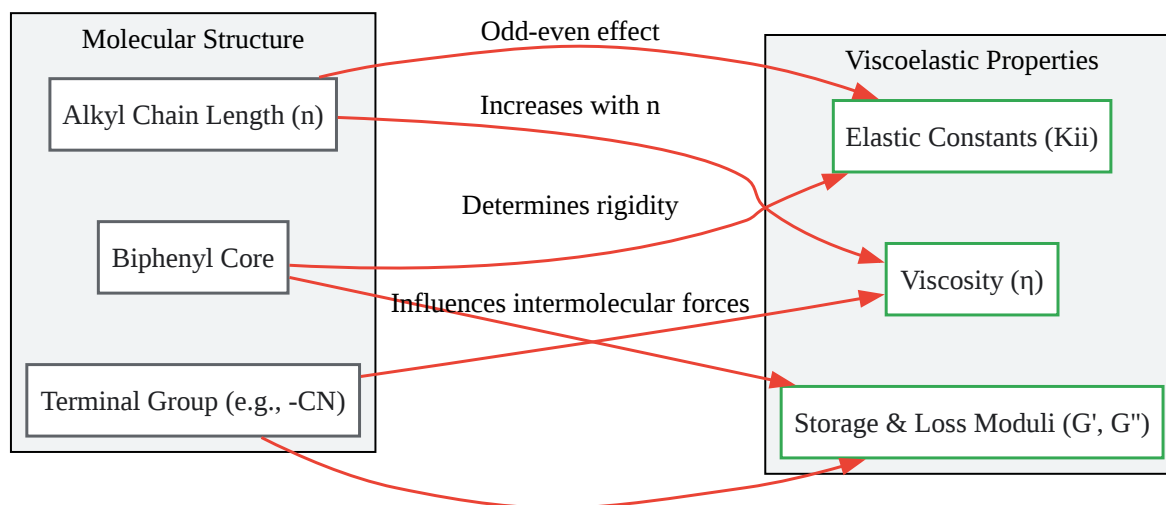 Molecular Structure
Alkyl Chain Length (n)
Biphenyl Core
Terminal Group (e.g., -CN)
Odd-even effect
Increases with n
Determines rigidity
Influences intermolecular forces
Viscoelastic Properties
Elastic Constants (Kii)
Viscosity (η)
Storage & Loss Moduli (G', G")